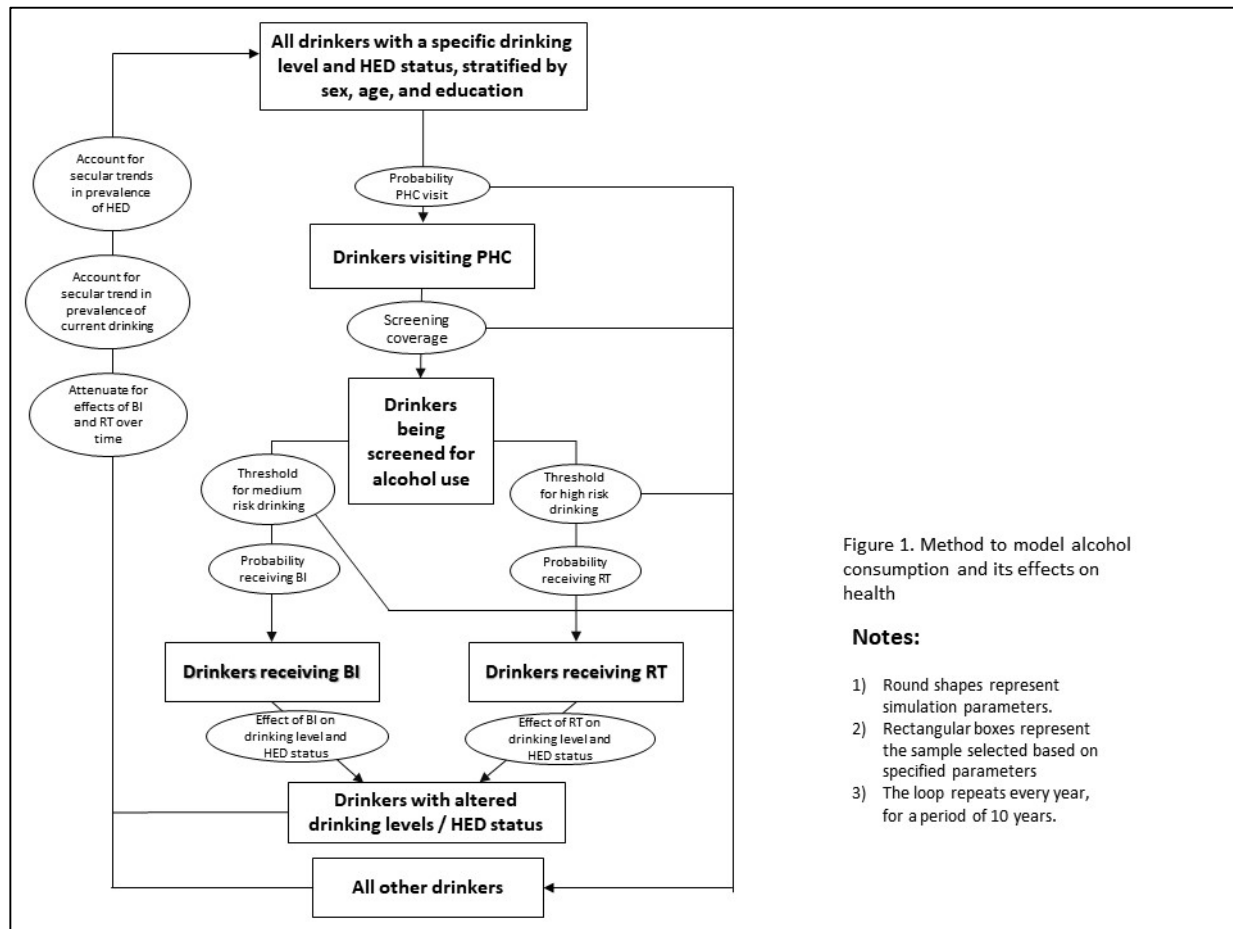 All drinkers with a specific drinking
level and HED status, stratified by
sex, age, and education
Account for
secular trends
in prevalence
of HED
Probability
PHC visit
Drinkers visiting PHC
Account for
secular trend in
prevalence of
current drinking
Screening
coverage
Attenuate for
effects of BI
and RT over
time
Drinkers
being
screened for
alcohol use
Threshold
for medium
risk drinking
Threshold
for high risk
drinking
Probability
receiving BI
Probability
receiving RT
Drinkers receiving BI
Drinkers receiving RT
Effect of BI on
drinking level and
HED status
Effect of RT on
drinking level and
HED status
Drinkers with altered
drinking levels / HED status
All other drinkers
Figure 1. Method to model alcohol
consumption and its effects on
health
Notes:
1) Round shapes represent
simulation parameters.
2) Rectangular boxes represent
the sample selected based on
specified parameters
3) The loop repeats every year,
for a period of 10 years.